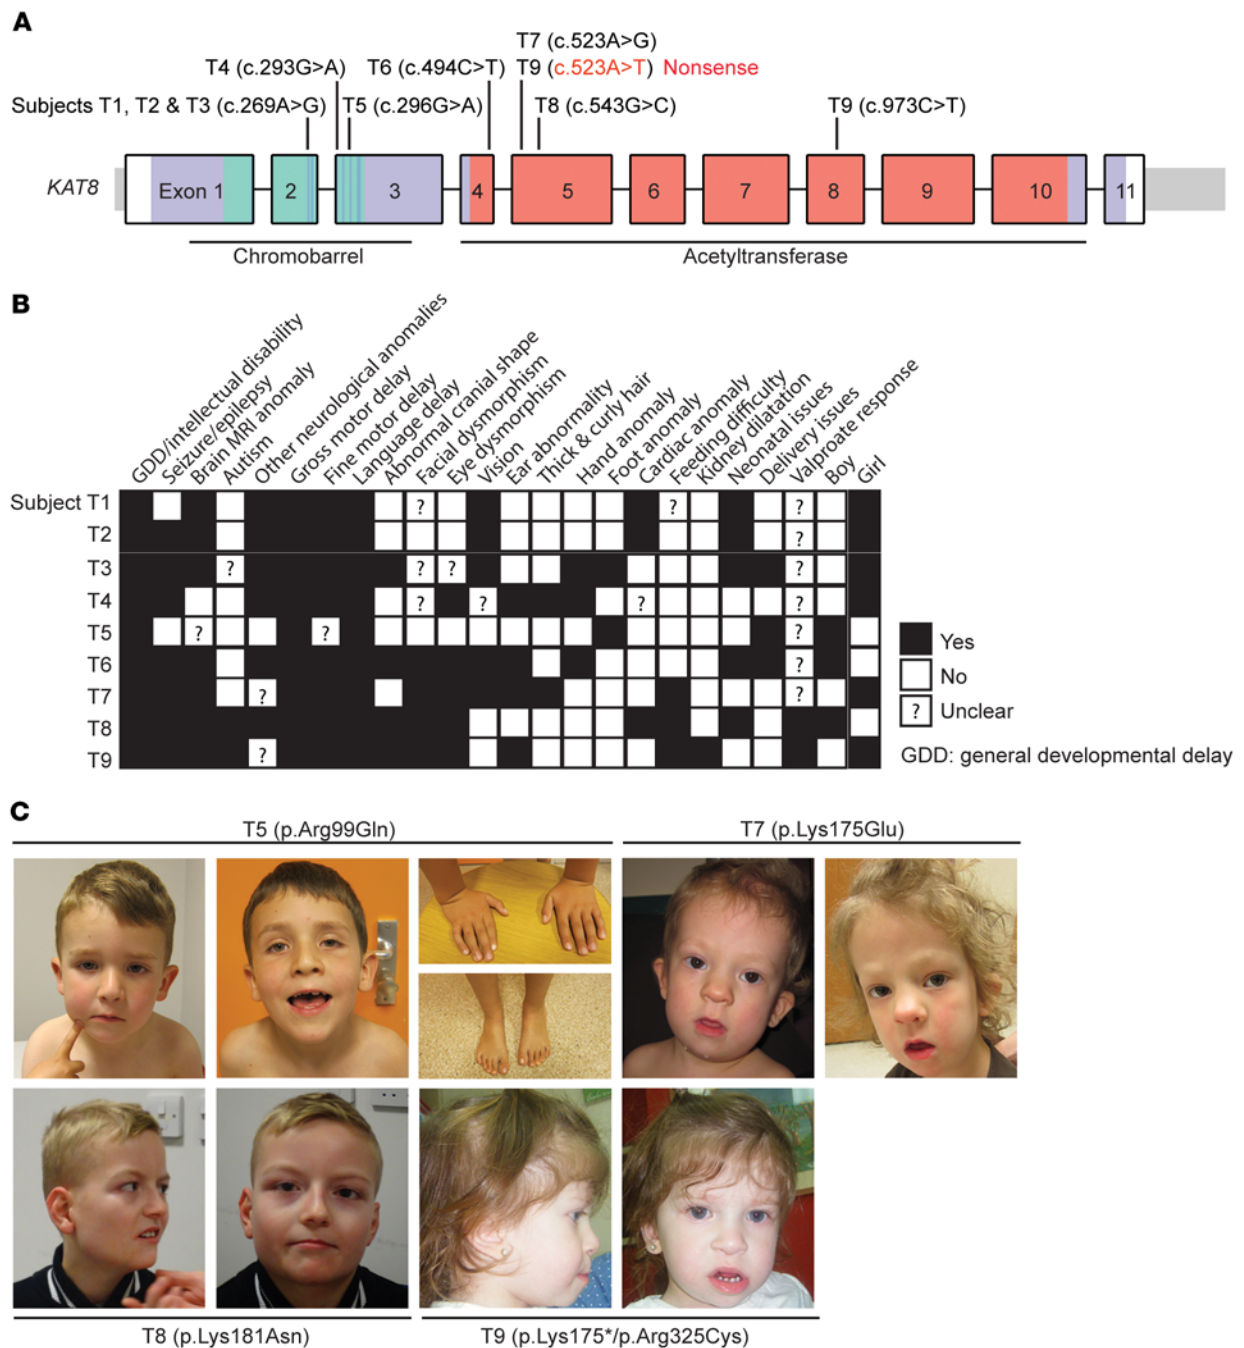 A
T7 (c.523A>G)
T4 (c.293G>A) T6 (c.494C>T) T9 (c.523A>T) Nonsense
Subjects T1, T2 & T3 (c.269A>G) T5 (c.296G>A) T8 (c.543G>C) T9 (c.973C>T)
KAT8 Exon 1 2 3 4 5 6 7 8 9 10 11
Chromobarrel Acetyltransferase
B
GDD/intellectual disability
Seizure/epilepsy
Brain MRI anomaly
Autism
Other neurological anomalies
Gross motor delay
Fine motor delay
Language delay
Abnormal cranial shape
Facial dysmorphism
Eye dysmorphism
Vision
Ear abnormality
Thick & curly hair
Hand anomaly
Foot anomaly
Cardiac anomaly
Feeding difficulty
Kidney dilatation
Neonatal issues
Delivery issues
Valproate response
Boy
Girl
Subject T1 ? ? ?
T2 ?
T3 ? ? ? ?
T4 ? ? ? ?
T5 ? ? ?
T6 ?
T7 ? ?
T8
T9 ?
Yes
No
? Unclear
GDD: general developmental delay
C
T5 (p.Arg99Gln) T7 (p.Lys175Glu)
T8 (p.Lys181Asn) T9 (p.Lys175*/p.Arg325Cys)